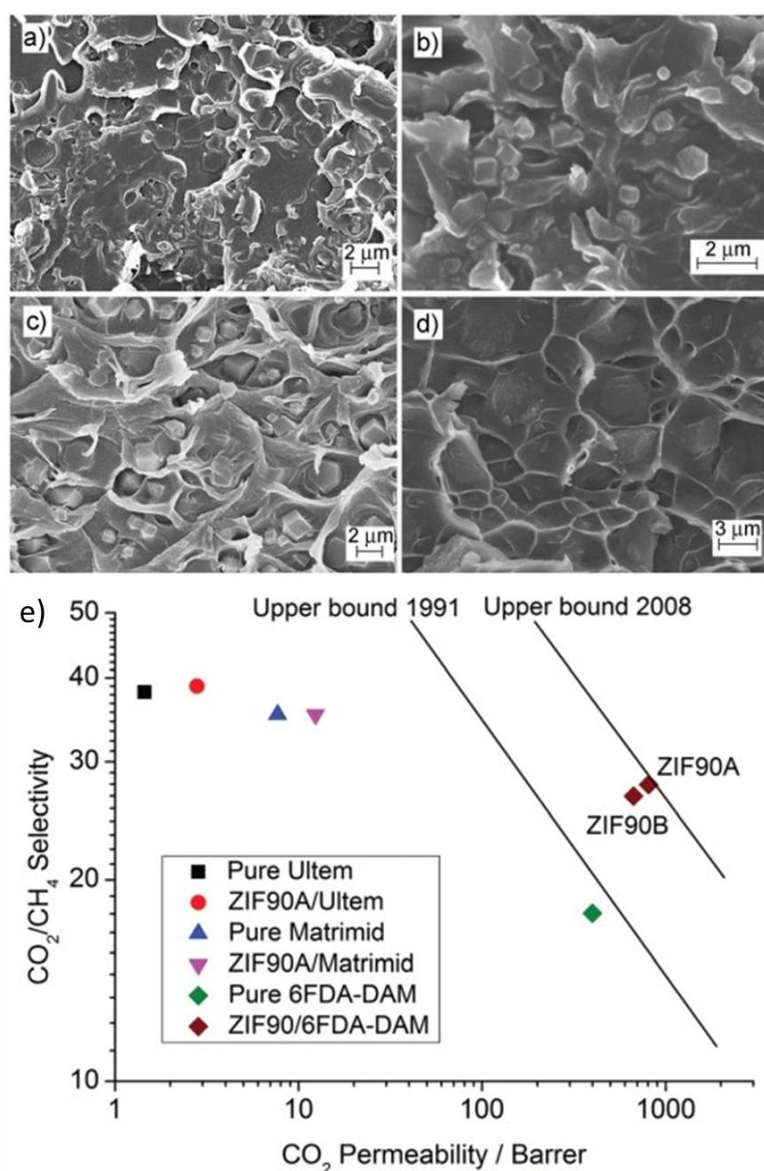 a)
b)
2 μm
2 μm
c)
d)
2 μm
3 μm
e)
Upper bound 1991
Upper bound 2008
50
40
30
20
10
CO₂/CH₄ Selectivity
ZIF90A
ZIF90B
Pure Ultem
ZIF90A/Ultem
Pure Matrimid
ZIF90A/Matrimid
Pure 6FDA-DAM
ZIF90/6FDA-DAM
1
10
100
1000
CO₂ Permeability / Barrer